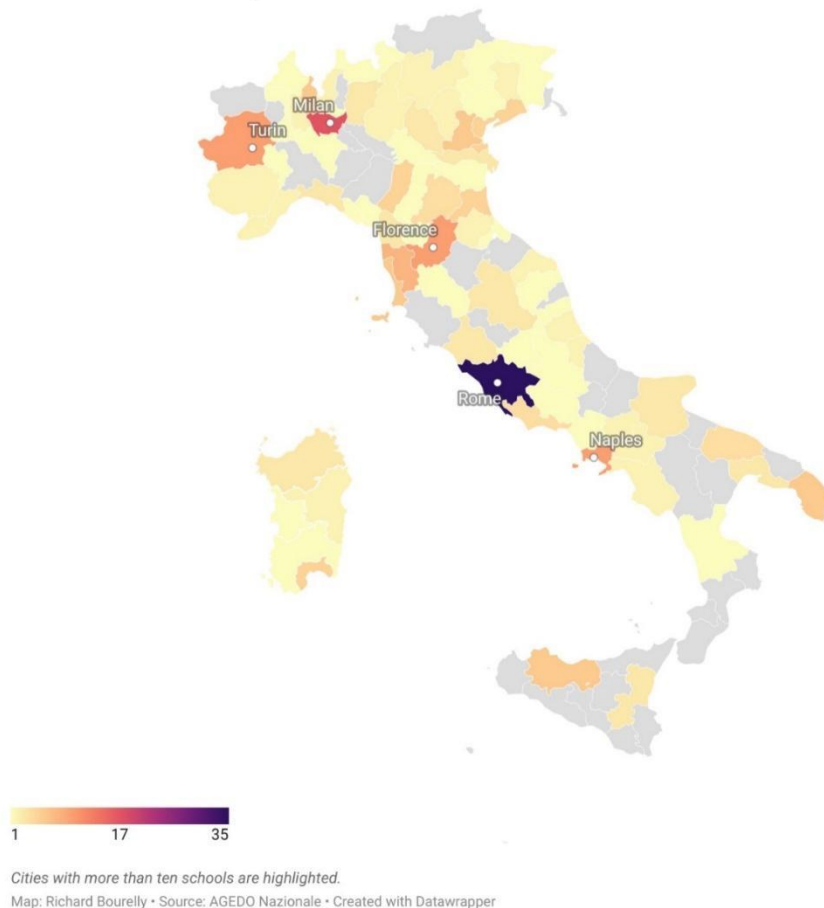 Milan
Turin
Florence
Rome
Naples
1 17 35
Cities with more than ten schools are highlighted.
Map: Richard Bourelly • Source: AGEDO Nazionale • Created with Datawrapper